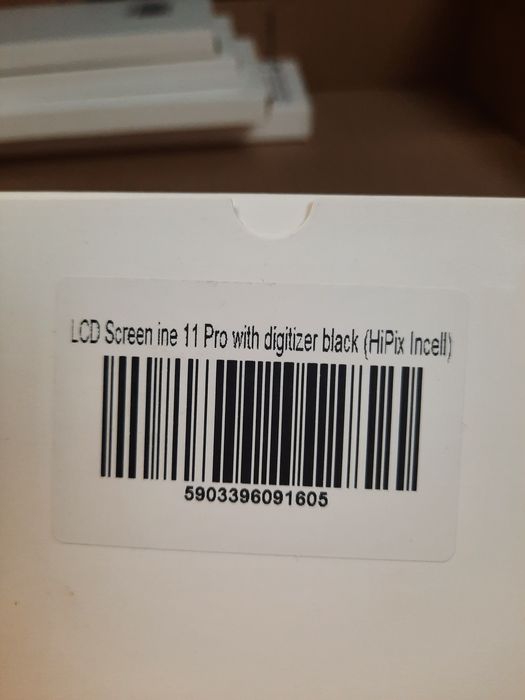 LCD Screen ine 11 Pro with digitizer black (HiPix Incell)
5903396091605